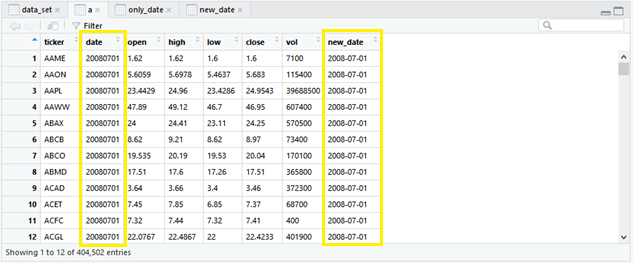 data_set a only_date new_date
Filter
ticker date open high low close vol new_date
1 AAME 20080701 1.62 1.62 1.6 1.6 7100 2008-07-01
2 AAON 20080701 5.6059 5.6978 5.4637 5.683 115400 2008-07-01
3 AAPL 20080701 23.4429 24.96 23.4286 24.9543 39688500 2008-07-01
4 AAWW 20080701 47.89 49.12 46.7 46.95 607400 2008-07-01
5 ABAX 20080701 24 24.41 23.11 24.25 570500 2008-07-01
6 ABCB 20080701 8.62 9.21 8.62 8.97 73400 2008-07-01
7 ABCO 20080701 19.535 20.19 19.53 20.04 170100 2008-07-01
8 ABMD 20080701 17.51 17.6 17.26 17.51 365800 2008-07-01
9 ACAD 20080701 3.64 3.66 3.4 3.46 372300 2008-07-01
10 ACET 20080701 7.45 7.85 6.85 7.37 68700 2008-07-01
11 ACFC 20080701 7.32 7.44 7.32 7.41 400 2008-07-01
12 ACGL 20080701 22.0767 22.4867 22 22.4233 401900 2008-07-01
Showing 1 to 12 of 404,502 entries